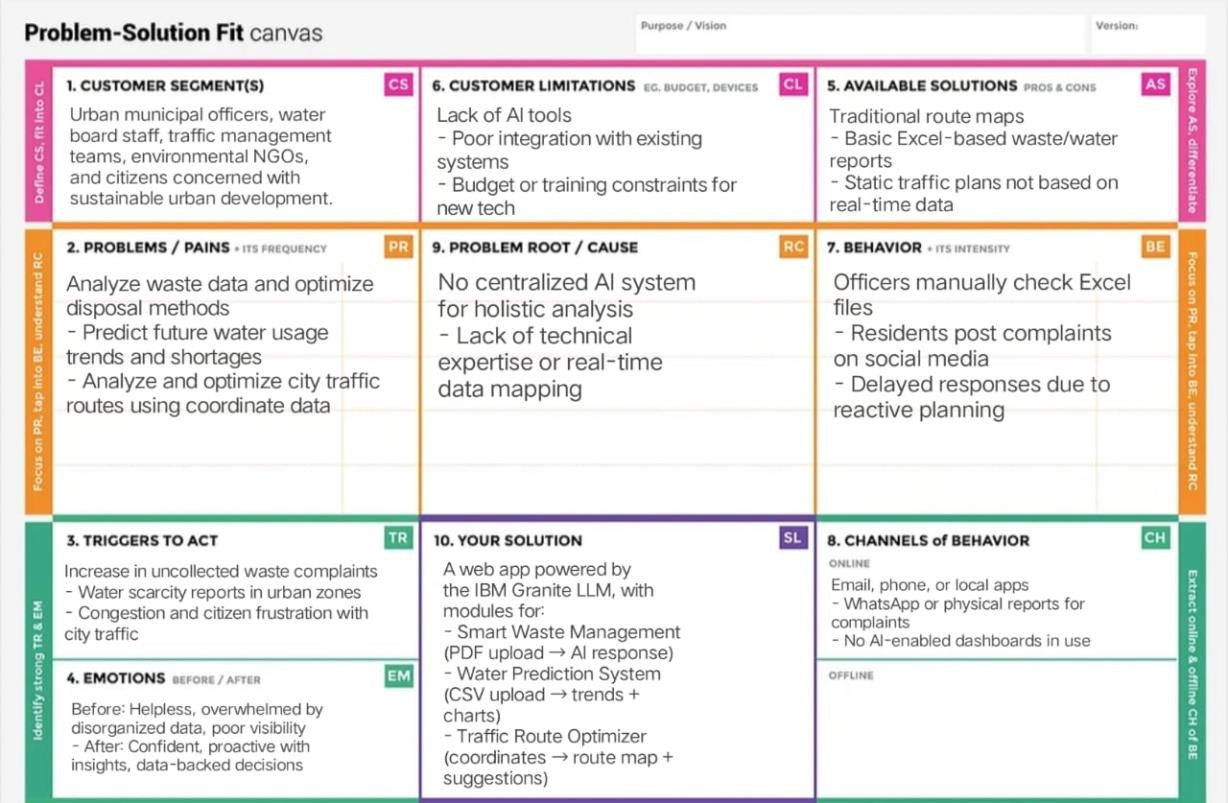 Problem-Solution Fit canvas
Purpose / Vision
Version:
Define CS, fit into CL
1. CUSTOMER SEGMENT(S)
CS
Urban municipal officers, water
board staff, traffic management
teams, environmental NGOs,
and citizens concerned with
sustainable urban development.
6. CUSTOMER LIMITATIONS EG. BUDGET, DEVICES
CL
Lack of AI tools
- Poor integration with existing
systems
- Budget or training constraints for
new tech
5. AVAILABLE SOLUTIONS PROS & CONS
AS
Traditional route maps
- Basic Excel-based waste/water
reports
- Static traffic plans not based on
real-time data
Explore AS, differentiate
Focus on PR, tap into BE, understand RC
2. PROBLEMS / PAINS + ITS FREQUENCY
PR
Analyze waste data and optimize
disposal methods
- Predict future water usage
trends and shortages
- Analyze and optimize city traffic
routes using coordinate data
9. PROBLEM ROOT / CAUSE
RC
No centralized AI system
for holistic analysis
- Lack of technical
expertise or real-time
data mapping
7. BEHAVIOR + ITS INTENSITY
BE
Officers manually check Excel
files
- Residents post complaints
on social media
- Delayed responses due to
reactive planning
Focus on PR, tap into BE, understand RC
Identify strong TR & EM
3. TRIGGERS TO ACT
TR
Increase in uncollected waste complaints
- Water scarcity reports in urban zones
- Congestion and citizen frustration with
city traffic
4. EMOTIONS BEFORE / AFTER
EM
Before: Helpless, overwhelmed by
disorganized data, poor visibility
- After: Confident, proactive with
insights, data-backed decisions
10. YOUR SOLUTION
SL
A web app powered by
the IBM Granite LLM, with
modules for:
- Smart Waste Management
(PDF upload → AI response)
- Water Prediction System
(CSV upload → trends +
charts)
- Traffic Route Optimizer
(coordinates → route map +
suggestions)
8. CHANNELS of BEHAVIOR
CH
ONLINE
Email, phone, or local apps
- WhatsApp or physical reports for
complaints
- No AI-enabled dashboards in use
OFFLINE
Extract online & offline CH of BE